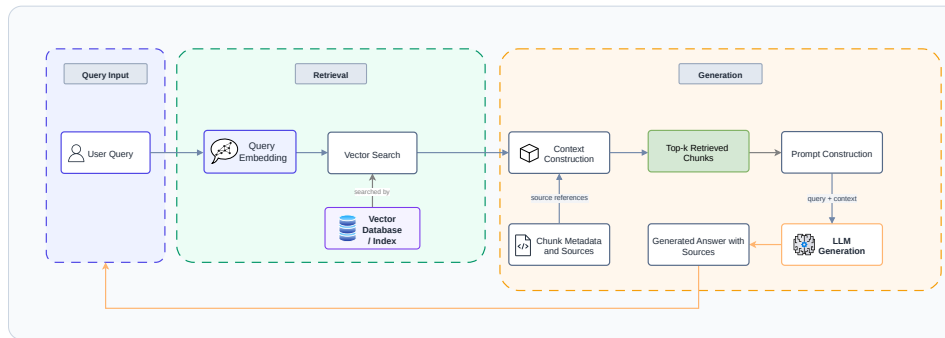 Query Input
Retrieval
Generation
User Query
Query
Embedding
Vector Search
Context
Construction
Top-k Retrieved
Chunks
Prompt Construction
searched by
source references
query + context
Vector
Database
/ Index
</>
Chunk Metadata
and Sources
Generated Answer with
Sources
LLM
Generation